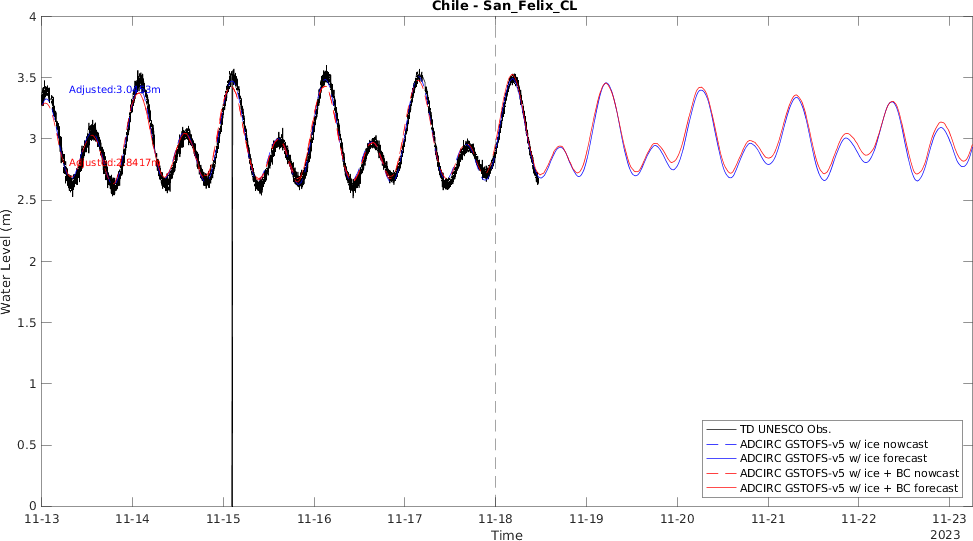 Chile - San_Felix_CL
4
3.5
3
2.5
2
1.5
1
0.5
0
Water Level (m)
Adjusted:2.8417m
TD UNESCO Obs.
ADCIRC GSTOFS-v5 w/ ice nowcast
ADCIRC GSTOFS-v5 w/ ice forecast
ADCIRC GSTOFS-v5 w/ ice + BC nowcast
ADCIRC GSTOFS-v5 w/ ice + BC forecast
11-13 11-14 11-15 11-16 11-17 11-18 11-19 11-20 11-21 11-22 11-23
Time
2023